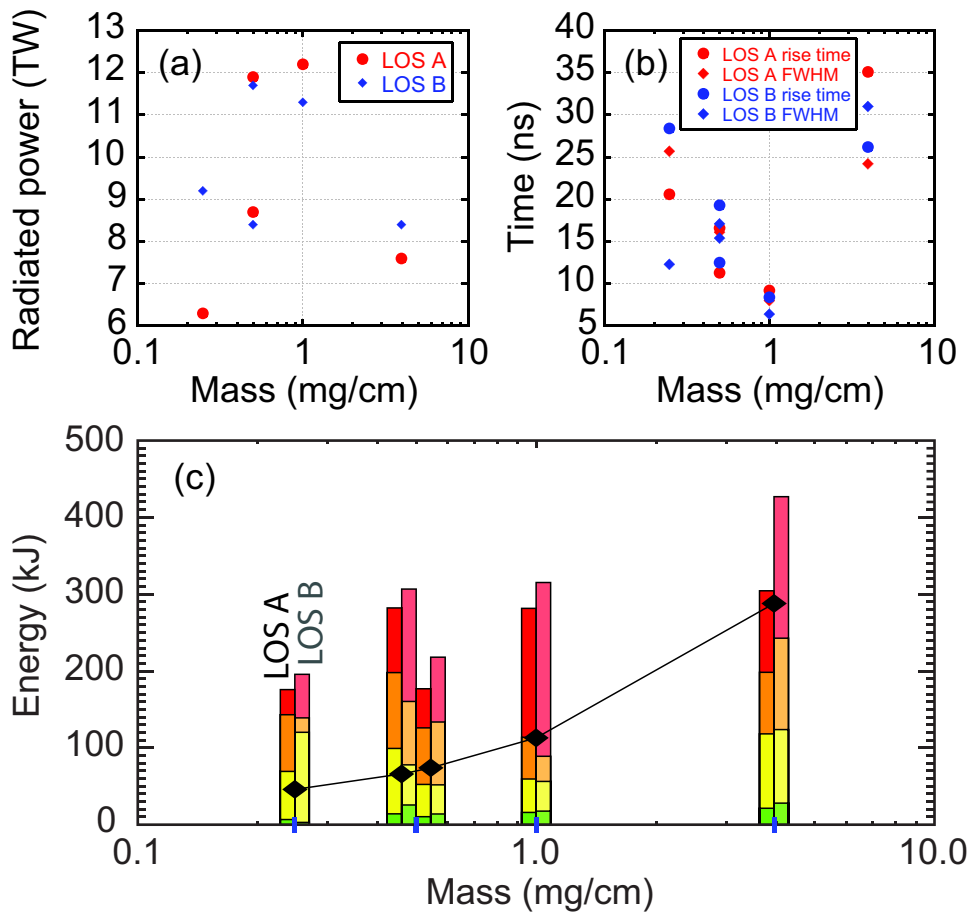 (a)
LOS A
LOS B
Radiated power (TW)
13
12
11
10
9
8
7
6
0.1
1
10
Mass (mg/cm)
(b)
LOS A rise time
LOS A FWHM
LOS B rise time
LOS B FWHM
Time (ns)
40
35
30
25
20
15
10
5
0.1
1
10
Mass (mg/cm)
(c)
Energy (kJ)
500
400
300
200
100
0
LOS A
LOS B
0.1
1.0
10.0
Mass (mg/cm)